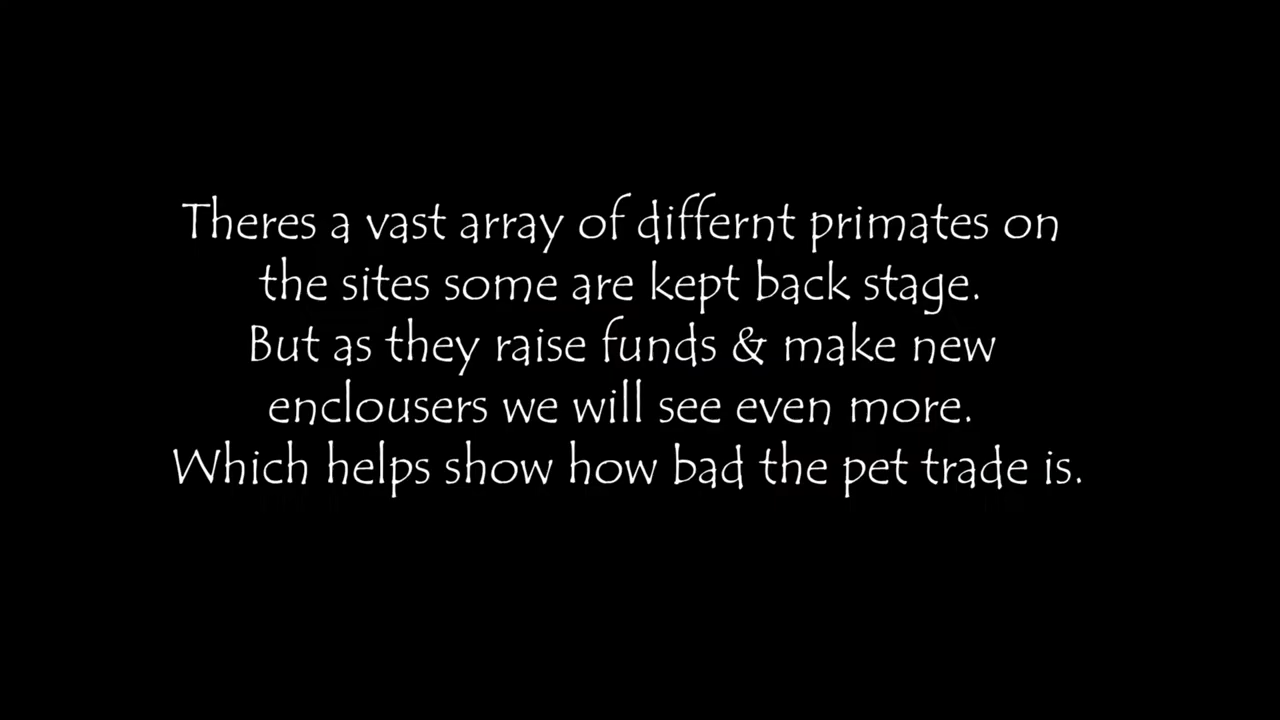 Theres a vast array of differnt primates on
the sites some are kept back stage.
But as they raise funds & make new
enclousers we will see even more.
Which helps show how bad the pet trade is.